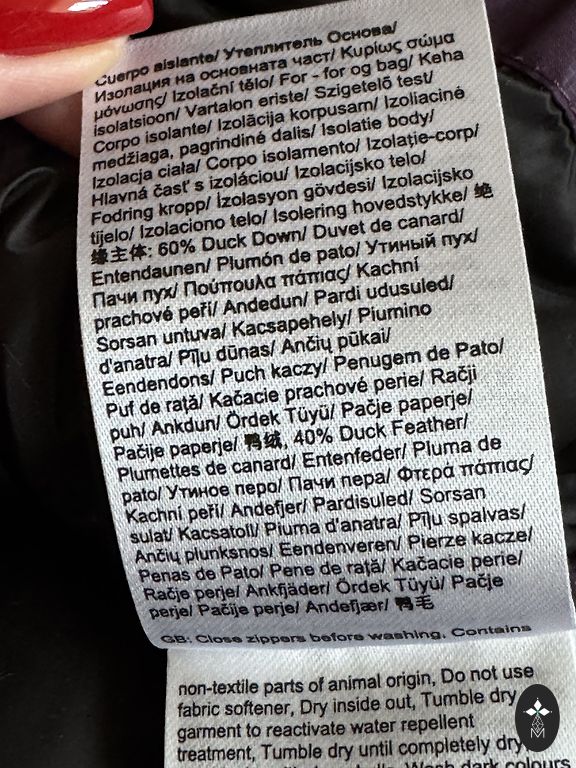 Cuerpo aislante/ Утеплитель Основа/
Изолация на основната част/ Κυρίως σώμα
μόνωσης/ Izolační tělo/ For - for og bag/ Keha
isolatsioon/ Vartalon eriste/ Szigetelő test/
Corpo isolante/ Izolācija korpusam/ Izoliacinė
medžiaga, pagrindinė dalis/ Isolatie body/
Izolacja ciała/ Corpo isolamento/ Izolaţie-corp/
Hlavná časť s izoláciou/ Izolacijsko telo/
Fodring kropp/ İzolasyon gövdesi/ Izolacijsko
tijelo/ Izolaciono telo/ Isolering hovedstykke/ 绝
缘主体: 60% Duck Down/ Duvet de canard/
Entendaunen/ Plumón de pato/ Утиный пух/
Пачи пух/ Πούπουλα πάπιας/ Kachní
prachové peří/ Andedun/ Pardi udusuled/
Sorsan untuva/ Kacsapehely/ Piumino
d'anatra/ Pīļu dūnas/ Ančių pūkai/
Eendendons/ Puch kaczy/ Penugem de Pato/
Puf de raţă/ Kačacie prachové perie/ Račji
puh/ Ankdun/ Ördek Tüyü/ Pačje paperje/
Pačije paperje/ 鸭绒, 40% Duck Feather/
Plumettes de canard/ Entenfeder/ Pluma de
pato/ Утиное перо/ Пачи пера/ Φτερά πάπιας/
Kachní peří/ Andefjer/ Pardisuled/ Sorsan
sulat/ Kacsatoll/ Piuma d'anatra/ Pīļu spalvas/
Ančių plunksnos/ Eendenveren/ Pierze kacze/
Penas de Pato/ Pene de raţă/ Kačacie perie/
Račje perje/ Ankfjäder/ Ördek Tüyü/ Pačje
perje/ Pačije perje/ Andefjær/ 鸭毛
GB: Close zippers before washing, Contains
non-textile parts of animal origin, Do not use
fabric softener, Dry inside out, Tumble dry
garment to reactivate water repellent
treatment, Tumble dry until completely dry
Wash dark colours
M